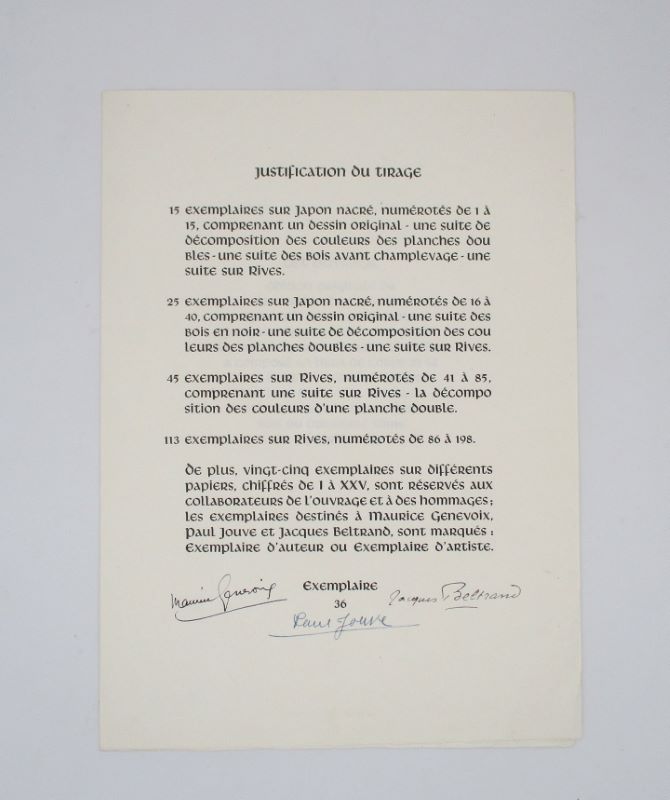 Justification du tirage
15 exemplaires sur Japon nacré, numérotés de 1 à
15, comprenant un dessin original - une suite de
décomposition des couleurs des planches dou
bles - une suite des bois avant champlevage - une
suite sur Rives.
25 exemplaires sur Japon nacré, numérotés de 16 à
40, comprenant un dessin original - une suite des
bois en noir - une suite de décomposition des cou
leurs des planches doubles - une suite sur Rives.
45 exemplaires sur Rives, numérotés de 41 à 85,
comprenant une suite sur Rives - la décompo
sition des couleurs d'une planche double.
113 exemplaires sur Rives, numérotés de 86 à 198.
De plus, vingt-cinq exemplaires sur différents
papiers, chiffrés de I à XXV, sont réservés aux
collaborateurs de l'ouvrage et à des hommages;
les exemplaires destinés à Maurice Genevoix,
Paul Jouve et Jacques Beltrand, sont marqués :
Exemplaire d'auteur ou Exemplaire d'artiste.
Exemplaire
36
Maurice Genevoix
Jacques Beltrand
Paul Jouve